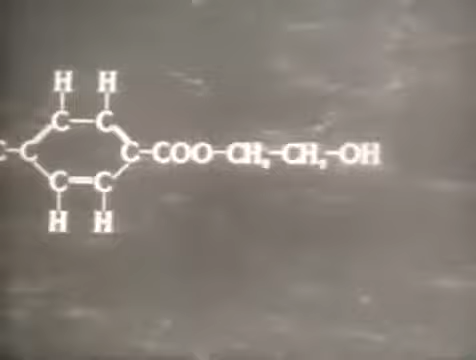 H H
C—C
C—C C—COO—CH₂—CH₂—OH
C=C
H H